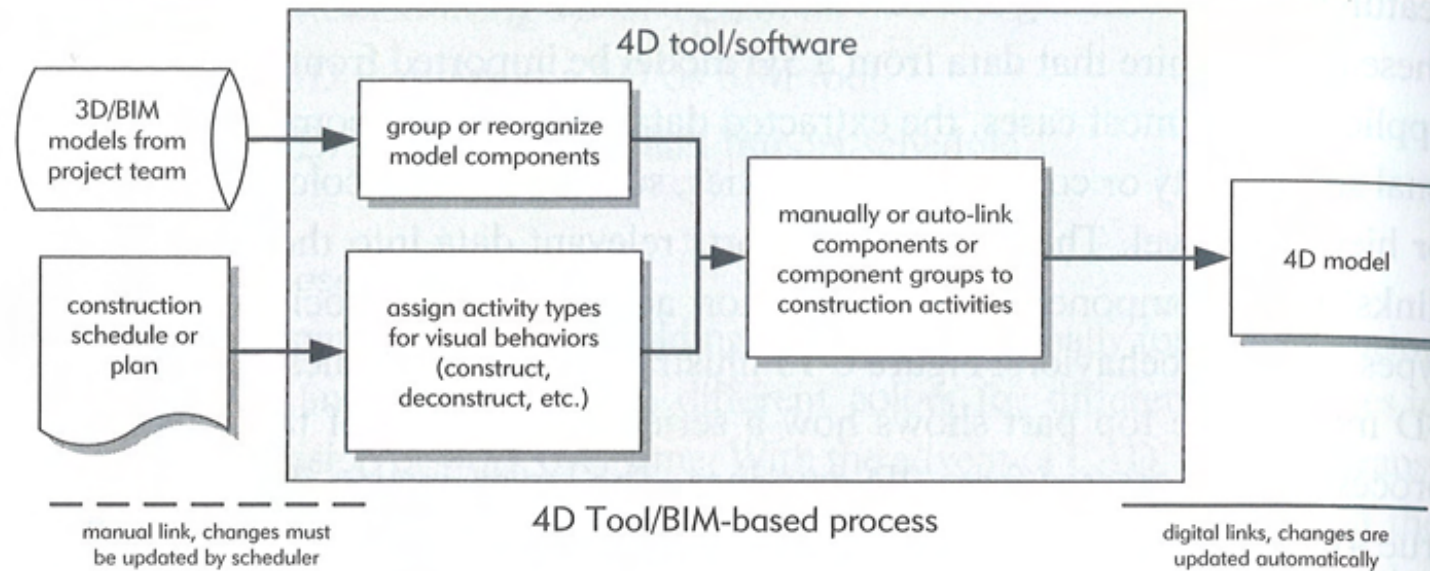 4D tool/software
3D/BIM
models from
project team
group or reorganize
model components
construction
schedule or
plan
assign activity types
for visual behaviors
(construct,
deconstruct, etc.)
manually or auto-link
components or
component groups to
construction activities
4D model
manual link, changes must
be updated by scheduler
4D Tool/BIM-based process
digital links, changes are
updated automatically